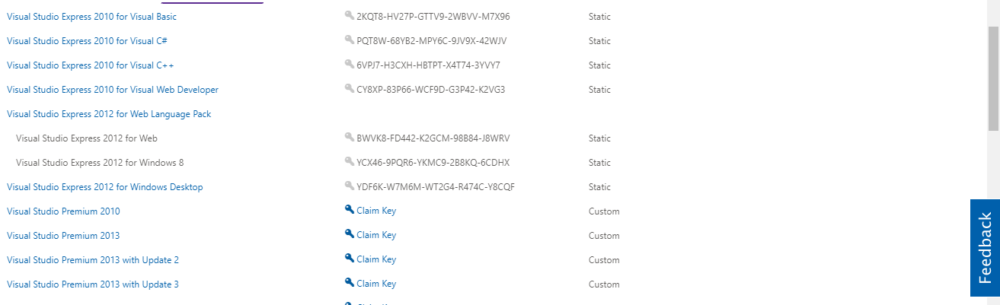 Visual Studio Express 2010 for Visual Basic 2KQT8-HV27P-GTTV9-2WBVV-M7X96 Static
Visual Studio Express 2010 for Visual C# PQT8W-68YB2-MPY6C-9JV9X-42WJV Static
Visual Studio Express 2010 for Visual C++ 6VPJ7-H3CXH-HBTPT-X4T74-3YVY7 Static
Visual Studio Express 2010 for Visual Web Developer CY8XP-83P66-WCF9D-G3P42-K2VG3 Static
Visual Studio Express 2012 for Web Language Pack
Visual Studio Express 2012 for Web BWVK8-FD442-K2GCM-98B84-J8WRV Static
Visual Studio Express 2012 for Windows 8 YCX46-9PQR6-YKMC9-2B8KQ-6CDHX Static
Visual Studio Express 2012 for Windows Desktop YDF6K-W7M6M-WT2G4-R474C-Y8CQF Static
Visual Studio Premium 2010 Claim Key Custom
Visual Studio Premium 2013 Claim Key Custom
Visual Studio Premium 2013 with Update 2 Claim Key Custom
Visual Studio Premium 2013 with Update 3 Claim Key Custom
Feedback